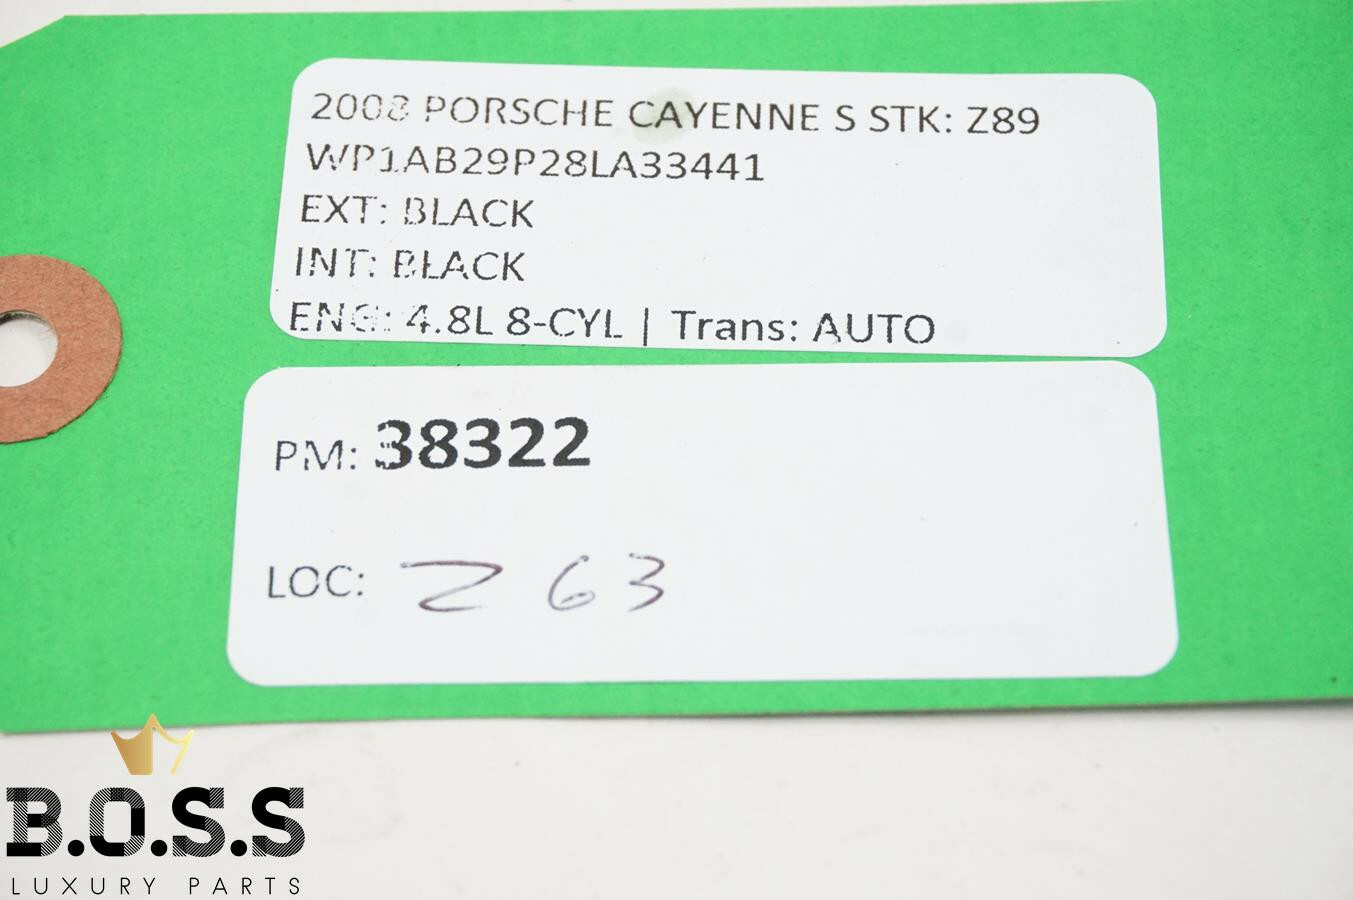 2008 PORSCHE CAYENNE S STK: Z89
WP1AB29P28LA33441
EXT: BLACK
INT: BLACK
ENG: 4.8L 8-CYL | Trans: AUTO
PM: 38322
LOC: Z 63
B.O.S.S
LUXURY PARTS